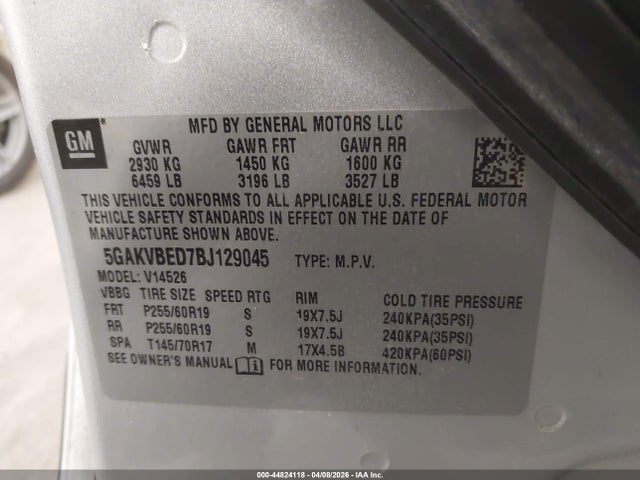 GM
®
MFD BY GENERAL MOTORS LLC
GVWR GAWR FRT GAWR RR
2930 KG 1450 KG 1600 KG
6459 LB 3196 LB 3527 LB
THIS VEHICLE CONFORMS TO ALL APPLICABLE U.S. FEDERAL MOTOR
VEHICLE SAFETY STANDARDS IN EFFECT ON THE DATE OF
MANUFACTURE SHOWN ABOVE.
5GAKVBED7BJ129045 TYPE: M.P.V.
MODEL: V14526
VBBG TIRE SIZE SPEED RTG RIM COLD TIRE PRESSURE
FRT P255/60R19 S 19X7.5J 240KPA(35PSI)
RR P255/60R19 S 19X7.5J 240KPA(35PSI)
SPA T145/70R17 M 17X4.5B 420KPA(60PSI)
SEE OWNER'S MANUAL FOR MORE INFORMATION.
000-44824118 - 04/08/2026 - IAA Inc.